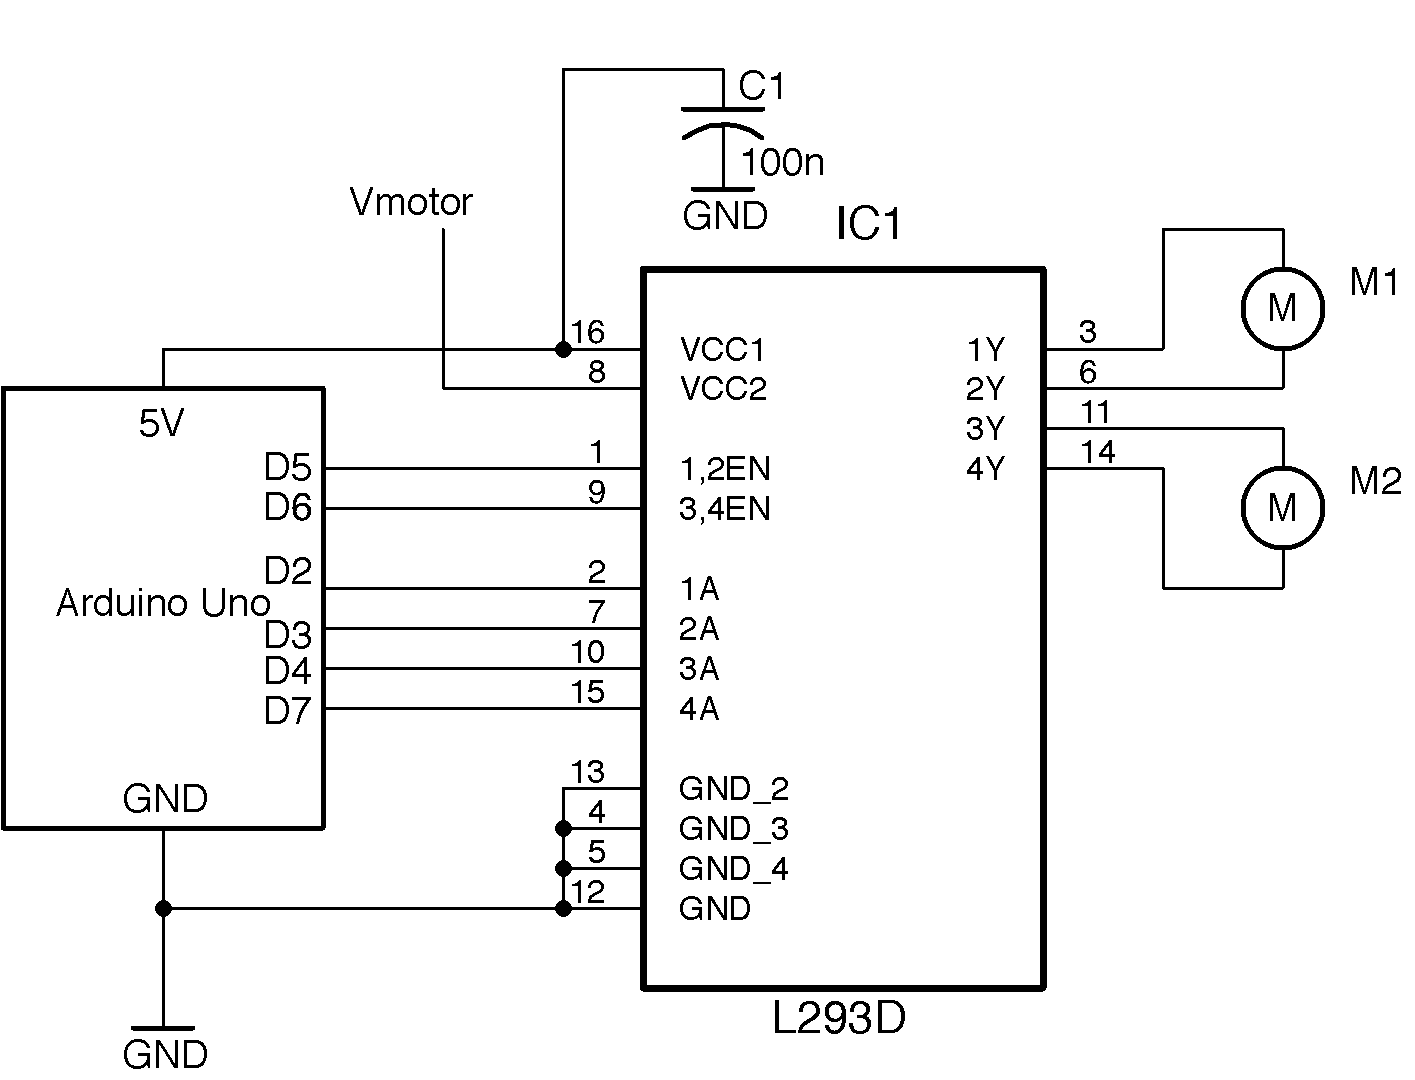 C1
100n
GND
Vmotor
IC1
M1
M
16
VCC1
1Y
3
8
VCC2
2Y
6
5V
3Y
11
D5
1
1,2EN
4Y
14
M2
M
D6
9
3,4EN
D2
2
1A
Arduino Uno
D3
7
2A
D4
10
3A
D7
15
4A
GND
13
GND_2
4
GND_3
5
GND_4
12
GND
L293D
GND